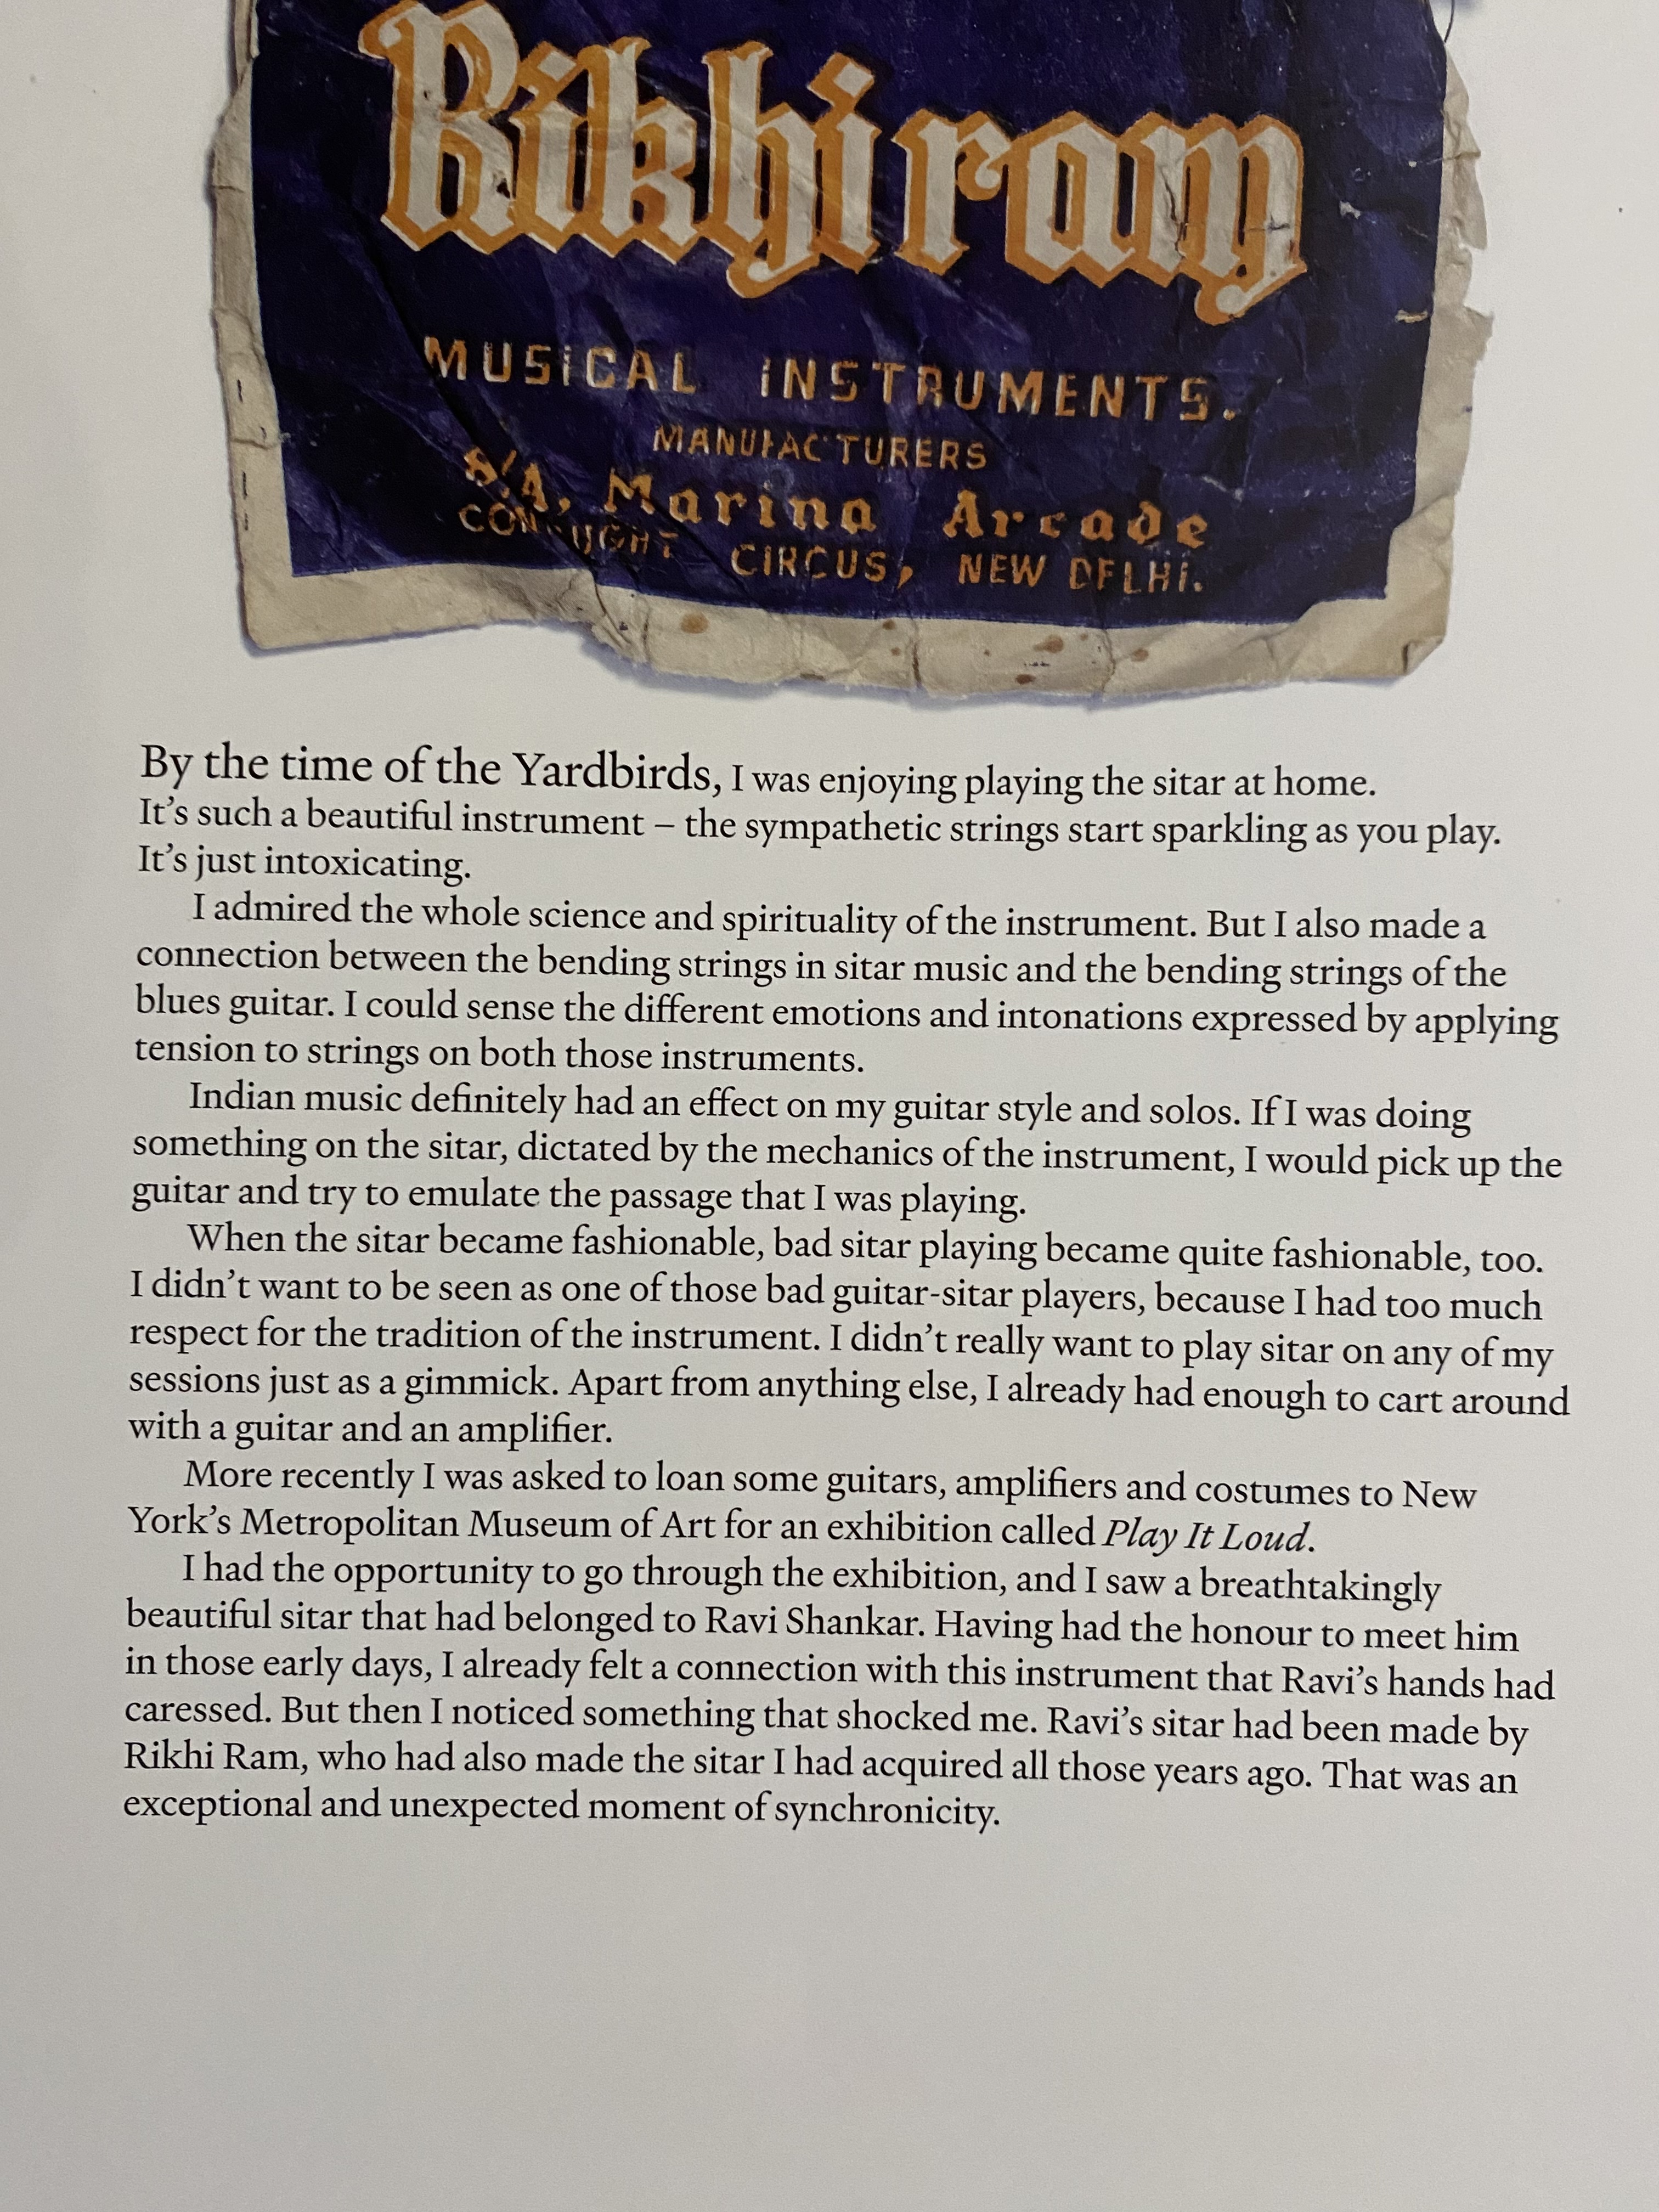 Rikhiram
MUSiCAL iNSTRUMENTS.
MANUFACTURERS
Marina Arcade
CIRCUS, NEW DELHi.
By the time of the Yardbirds, I was enjoying playing the sitar at home.
It’s such a beautiful instrument – the sympathetic strings start sparkling as you play.
It’s just intoxicating.
I admired the whole science and spirituality of the instrument. But I also made a
connection between the bending strings in sitar music and the bending strings of the
blues guitar. I could sense the different emotions and intonations expressed by applying
tension to strings on both those instruments.
Indian music definitely had an effect on my guitar style and solos. If I was doing
something on the sitar, dictated by the mechanics of the instrument, I would pick up the
guitar and try to emulate the passage that I was playing.
When the sitar became fashionable, bad sitar playing became quite fashionable, too.
I didn’t want to be seen as one of those bad guitar-sitar players, because I had too much
respect for the tradition of the instrument. I didn’t really want to play sitar on any of my
sessions just as a gimmick. Apart from anything else, I already had enough to cart around
with a guitar and an amplifier.
More recently I was asked to loan some guitars, amplifiers and costumes to New
York’s Metropolitan Museum of Art for an exhibition called Play It Loud.
I had the opportunity to go through the exhibition, and I saw a breathtakingly
beautiful sitar that had belonged to Ravi Shankar. Having had the honour to meet him
in those early days, I already felt a connection with this instrument that Ravi’s hands had
caressed. But then I noticed something that shocked me. Ravi’s sitar had been made by
Rikhi Ram, who had also made the sitar I had acquired all those years ago. That was an
exceptional and unexpected moment of synchronicity.